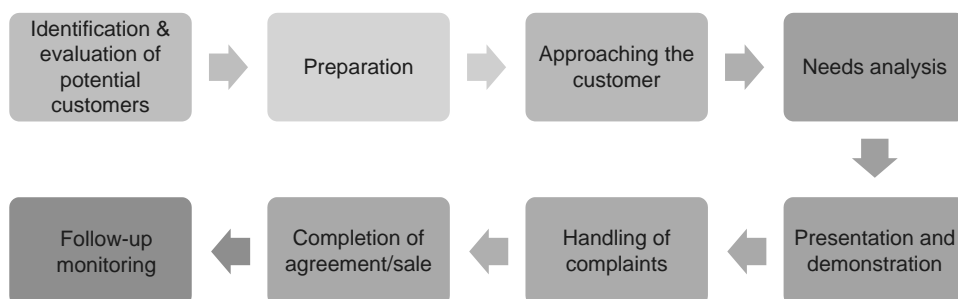 Identification &
evaluation of
potential
customers
Preparation
Approaching the
customer
Needs analysis
Presentation and
demonstration
Handling of
complaints
Completion of
agreement/sale
Follow-up
monitoring